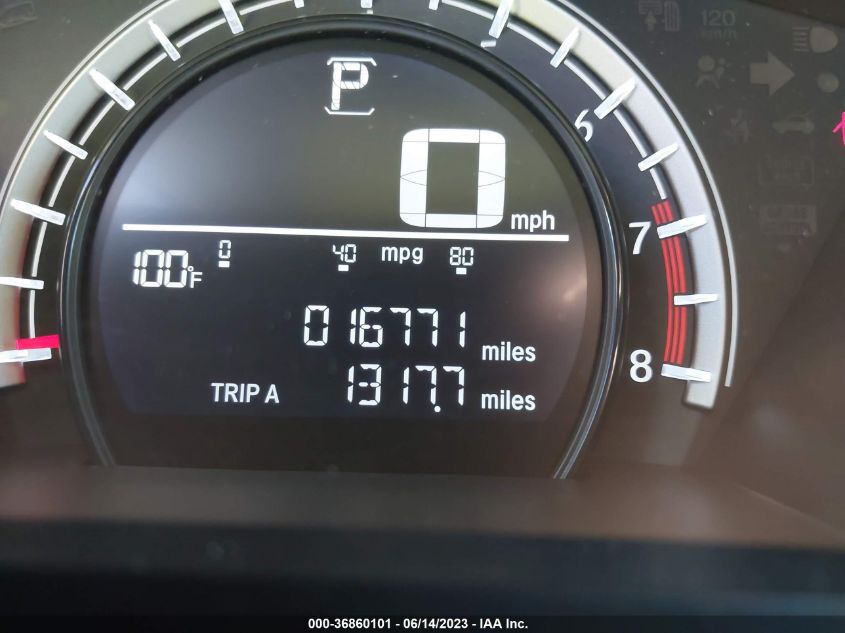 P
120
km/h
5
6
0 mph
7
0 40 mpg 80
100°F
016771 miles
8
TRIP A 1317.7 miles
000-36860101 - 06/14/2023 - IAA Inc.